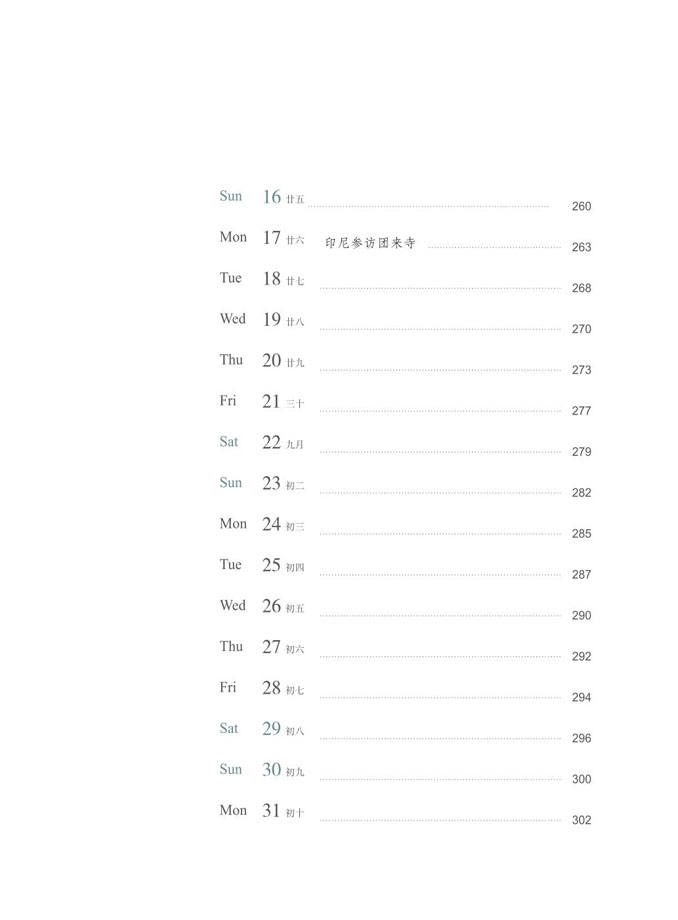 Sun 16 廿五 260
Mon 17 廿六 印尼参访团来寺 263
Tue 18 廿七 268
Wed 19 廿八 270
Thu 20 廿九 273
Fri 21 三十 277
Sat 22 九月 279
Sun 23 初二 282
Mon 24 初三 285
Tue 25 初四 287
Wed 26 初五 290
Thu 27 初六 292
Fri 28 初七 294
Sat 29 初八 296
Sun 30 初九 300
Mon 31 初十 302